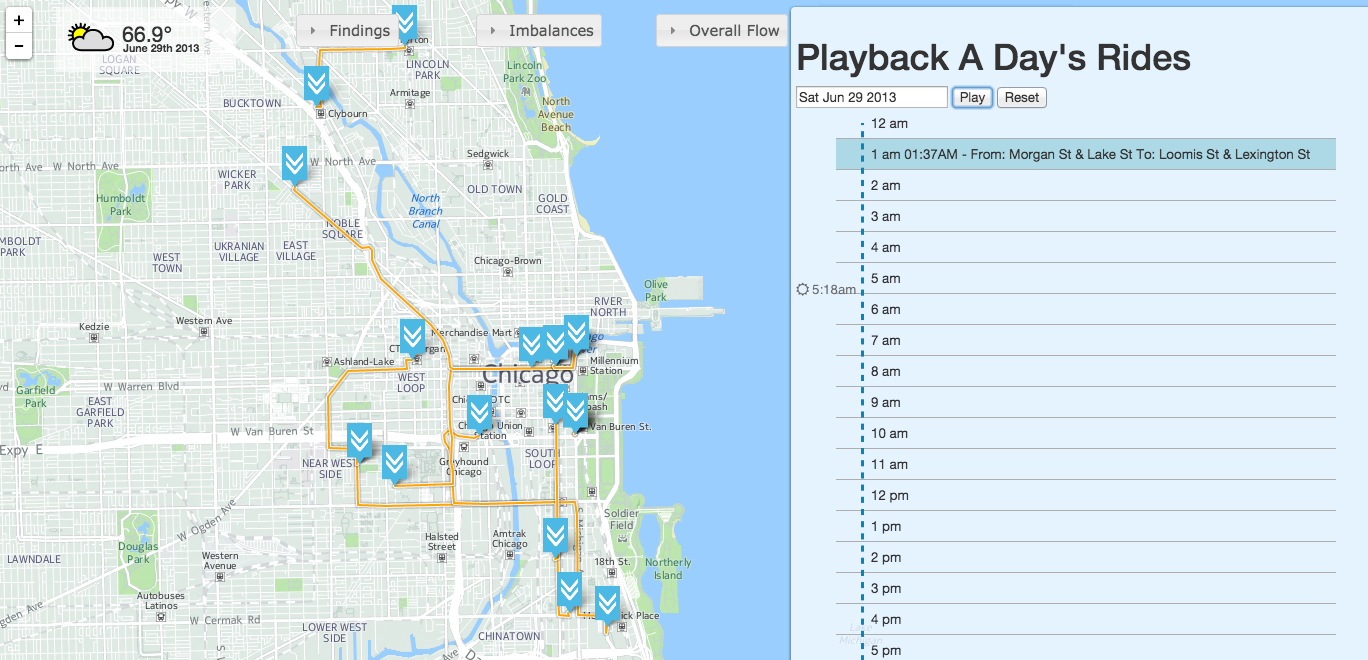 +
-
66.9°
June 29th 2013
Findings
Imbalances
Overall Flow
LOGAN SQUARE
LINCOLN PARK
Lincoln Park Zoo
BUCKTOWN
Armitage
North Avenue Beach
Clybourn
W North Ave
W North Ave
Sedgwick
WICKER PARK
OLD TOWN
Humboldt Park
North Branch Canal
GOLD COAST
NOBLE SQUARE
UKRANIAN VILLAGE
EAST VILLAGE
WEST TOWN
Chicago-Brown
Olive Park
RIVER NORTH
Kedzie
Western Ave
Merchandise Mart
Ashland-Lake
Millennium Station
Chicago
WEST LOOP
W Warren Blvd
Garfield Park
EAST GARFIELD PARK
W Van Buren St
Van Buren St.
Expy E
Union Station
SOUTH LOOP
NEAR WEST SIDE
Greyhound Chicago
W Ogden Ave
Soldier Field
Halsted Street
Amtrak Chicago
Douglas Park
LAWNDALE
Western Avenue
18th St.
Northerly Island
Autobuses Latinos
W Cermak Rd
LOWER WEST SIDE
CHINATOWN
Playback A Day's Rides
Sat Jun 29 2013
Play
Reset
12 am
1 am 01:37AM - From: Morgan St & Lake St To: Loomis St & Lexington St
2 am
3 am
4 am
5 am
5:18am
6 am
7 am
8 am
9 am
10 am
11 am
12 pm
1 pm
2 pm
3 pm
4 pm
5 pm